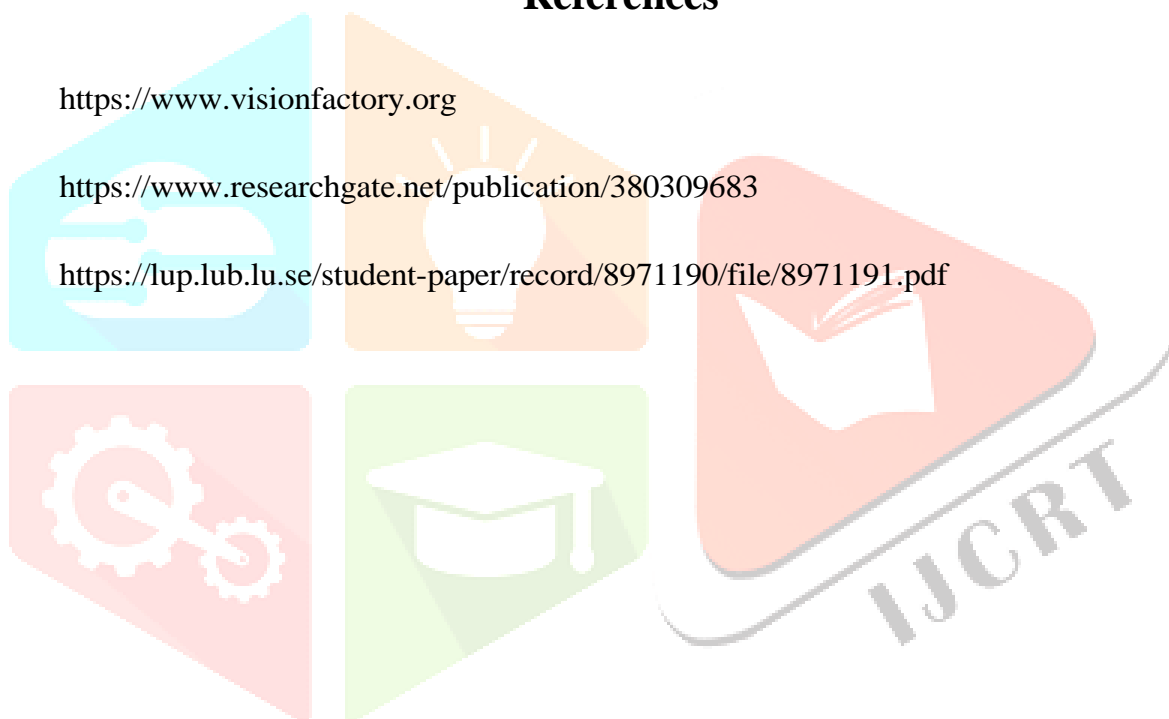 References
https://www.visionfactory.org
https://www.researchgate.net/publication/380309683
https://lup.lub.lu.se/student-paper/record/8971190/file/8971191.pdf
IJCRT